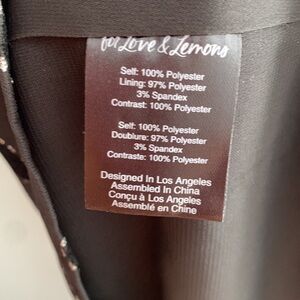 for Love & Lemons
Self: 100% Polyester
Lining: 97% Polyester
3% Spandex
Contrast: 100% Polyester
Self: 100% Polyester
Doublure: 97% Polyester
3% Spandex
Contraste: 100% Polyester
Designed In Los Angeles
Assembled In China
Conçu à Los Angeles
Assemblé en Chine